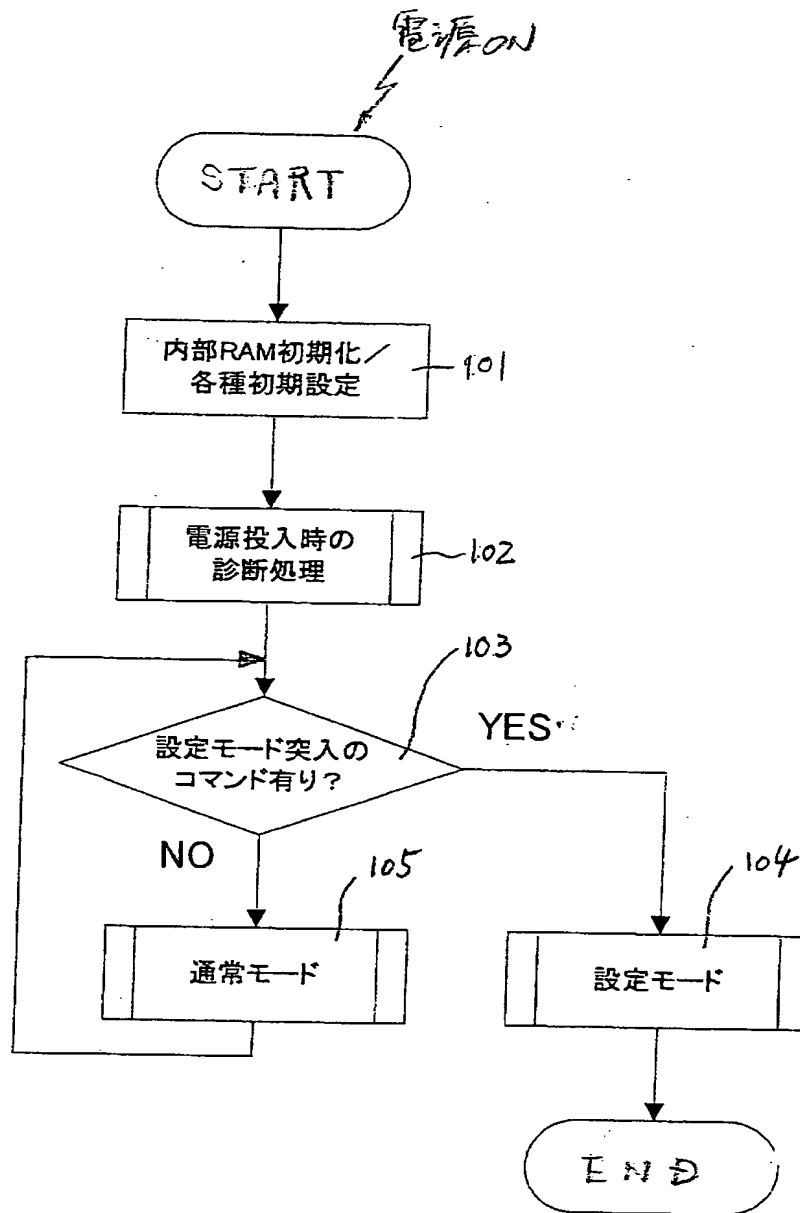 電源ON
START
内部RAM初期化／
各種初期設定
101
電源投入時の
診断処理
102
103
設定モード突入の
コマンド有り？
YES
NO
105
104
通常モード
設定モード
END